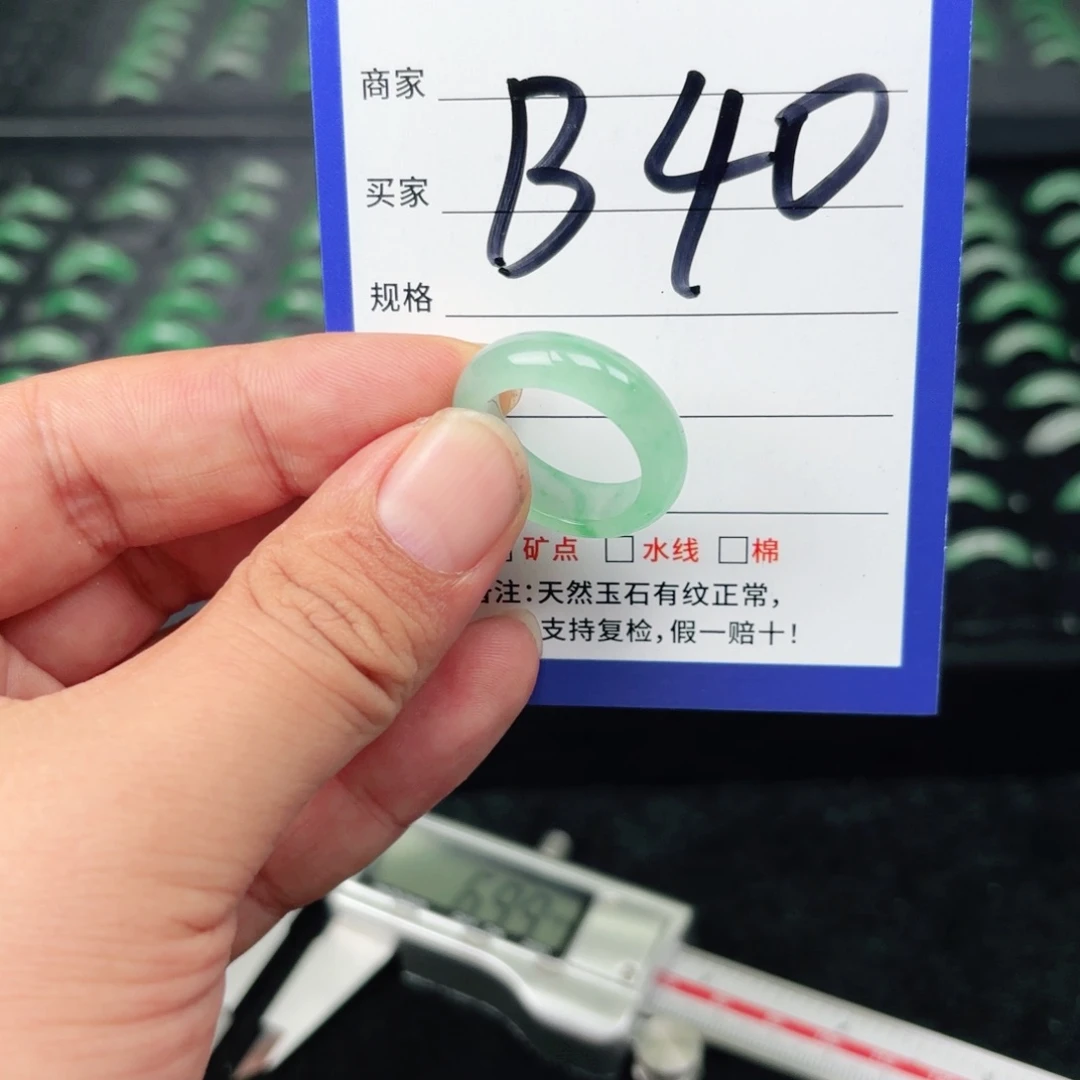 商家 B 40
买家
规格
矿点 □水线 □棉
注：天然玉石有纹正常，
支持复检，假一赔十！